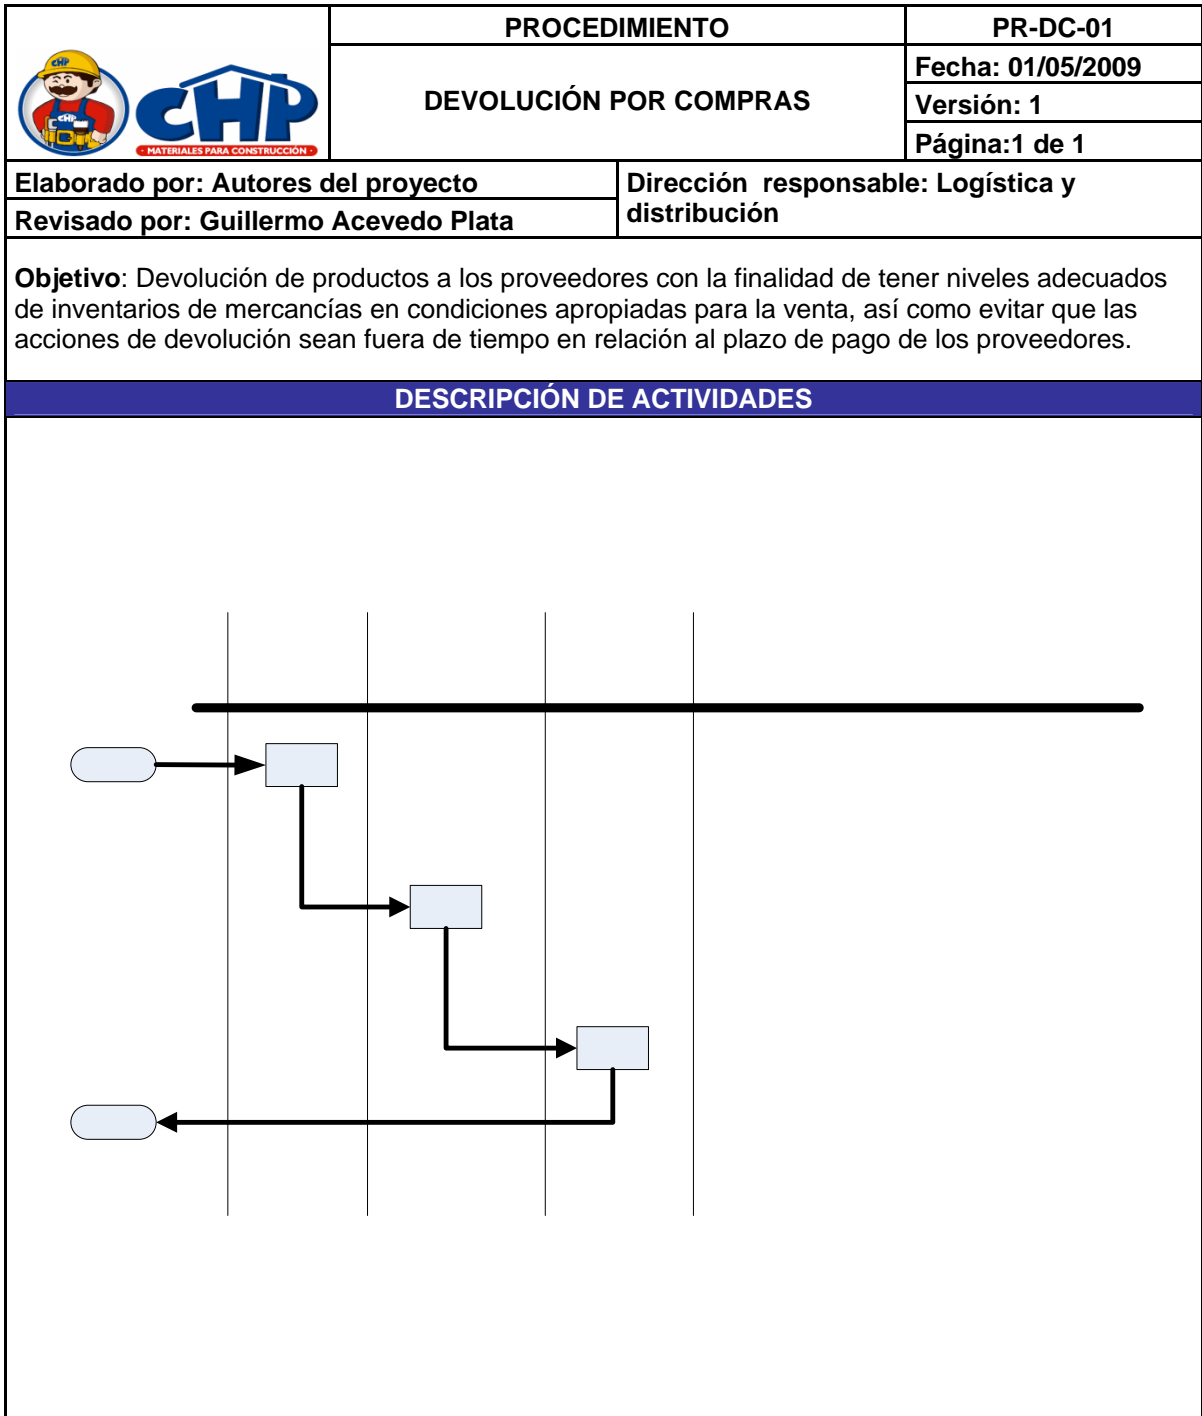 PROCEDIMIENTO
PR-DC-01
CHP
CHP
CHP
· MATERIALES PARA CONSTRUCCIÓN ·
DEVOLUCIÓN POR COMPRAS
Fecha: 01/05/2009
Versión: 1
Página:1 de 1
Elaborado por: Autores del proyecto
Revisado por: Guillermo Acevedo Plata
Dirección responsable: Logística y
distribución
Objetivo: Devolución de productos a los proveedores con la finalidad de tener niveles adecuados
de inventarios de mercancías en condiciones apropiadas para la venta, así como evitar que las
acciones de devolución sean fuera de tiempo en relación al plazo de pago de los proveedores.
DESCRIPCIÓN DE ACTIVIDADES